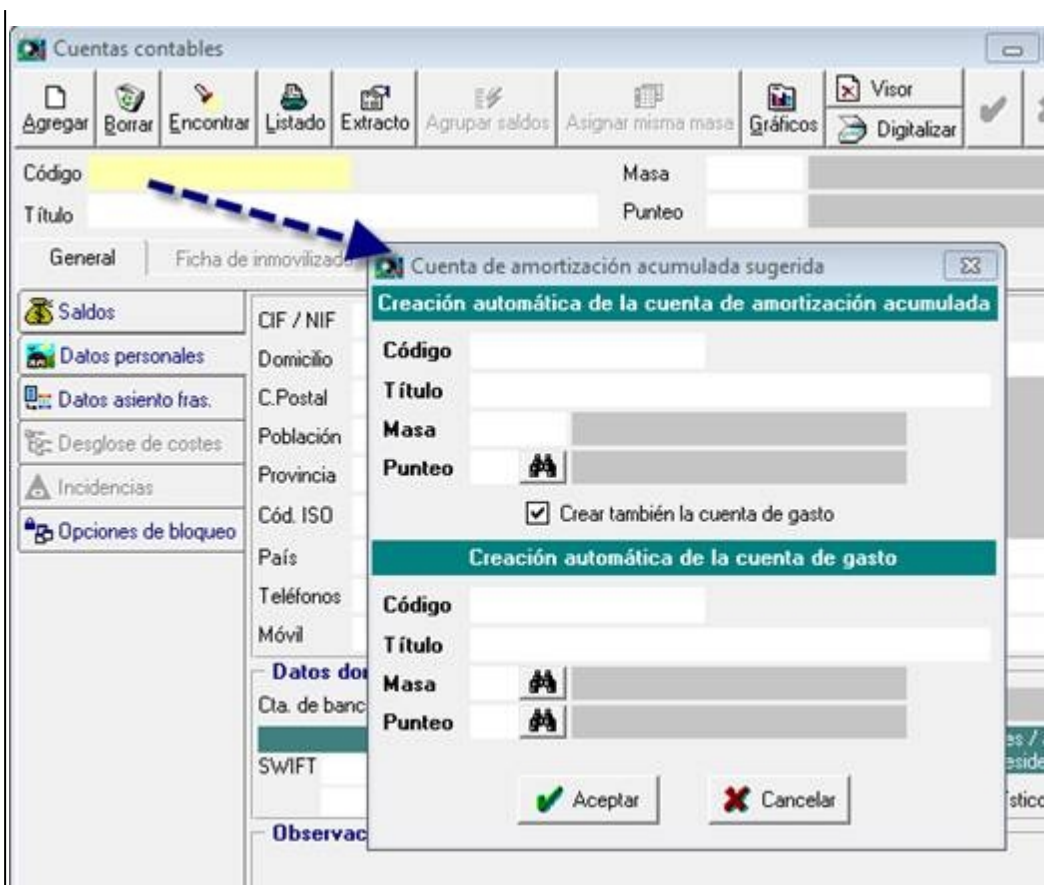 Cuentas contables
Agregar Borrar Encontrar Listado Extracto Agrupar saldos Asignar misma masa Gráficos Visor
Digitalizar
Código Masa
Título Punteo
General Ficha de inmovilizado
Cuenta de amortización acumulada sugerida
Creación automática de la cuenta de amortización acumulada
Código
Título
Masa
Punteo
Crear también la cuenta de gasto
Creación automática de la cuenta de gasto
Código
Título
Masa
Punteo
Aceptar Cancelar
Saldos
Datos personales
Datos asiento fras.
Desglose de costes
Incidencias
Opciones de bloqueo
CIF / NIF
Domicilio
C.Postal
Población
Provincia
Cód. ISO
País
Teléfonos
Móvil
Datos
Cta. de banc
SWIFT
Observac